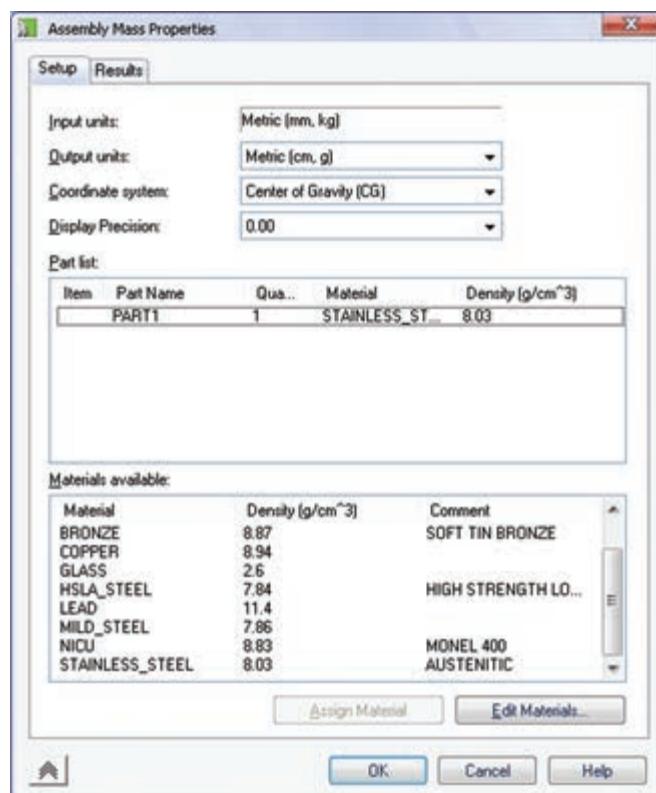 Assembly Mass Properties
Setup Results
Input units: Metric (mm, kg)
Output units: Metric (cm, g)
Coordinate system: Center of Gravity (CG)
Display Precision: 0.00
Part list:
Item Part Name Qua... Material Density (g/cm^3)
PART1 1 STAINLESS_ST... 8.03
Materials available:
Material Density (g/cm^3) Comment
BRONZE 8.87 SOFT TIN BRONZE
COPPER 8.94
GLASS 2.6
HSLA_STEEL 7.84 HIGH STRENGTH LO...
LEAD 11.4
MILD_STEEL 7.86
NICU 8.83 MONEL 400
STAINLESS_STEEL 8.03 AUSTENITIC
Assign Material Edit Materials...
OK Cancel Help